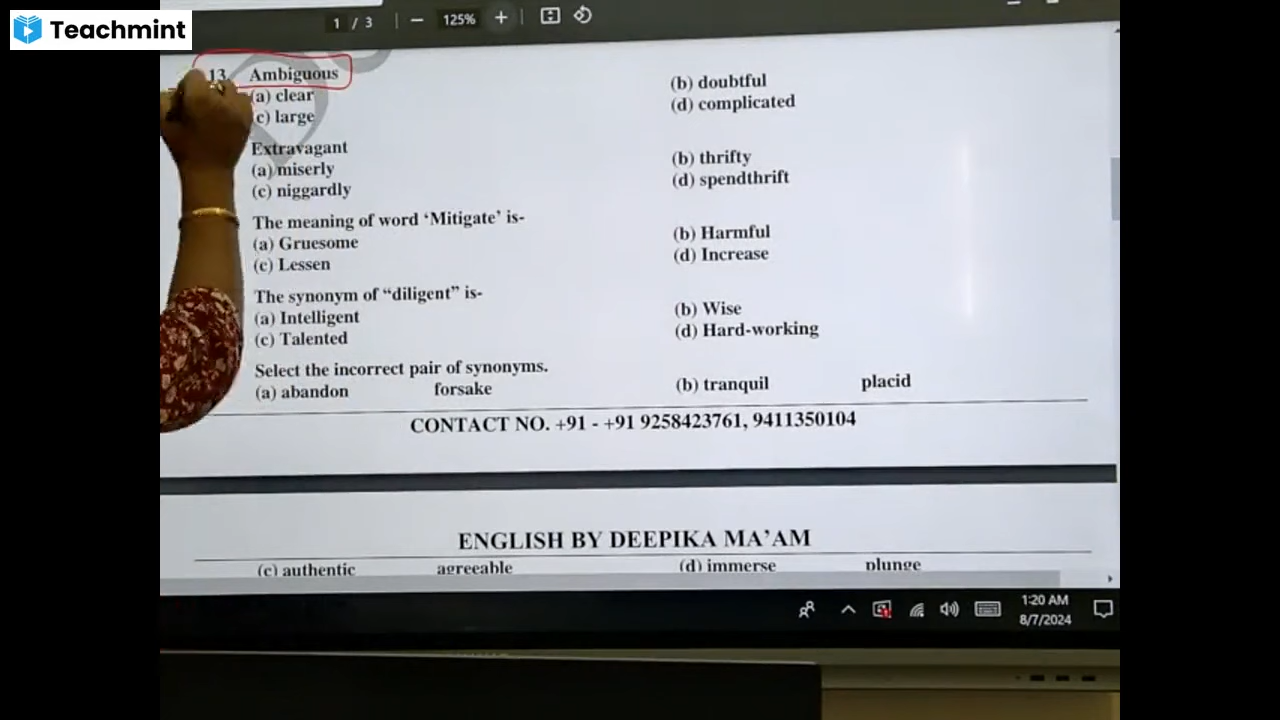 Teachmint
1 / 3 125%
13. Ambiguous
(a) clear (b) doubtful
(c) large (d) complicated
Extravagant
(a) miserly (b) thrifty
(c) niggardly (d) spendthrift
The meaning of word ‘Mitigate’ is-
(a) Gruesome (b) Harmful
(c) Lessen (d) Increase
The synonym of “diligent” is-
(a) Intelligent (b) Wise
(c) Talented (d) Hard-working
Select the incorrect pair of synonyms.
(a) abandon forsake (b) tranquil placid
CONTACT NO. +91 - +91 9258423761, 9411350104
ENGLISH BY DEEPIKA MA’AM
(c) authentic agreeable (d) immerse plunge
1:20 AM
8/7/2024